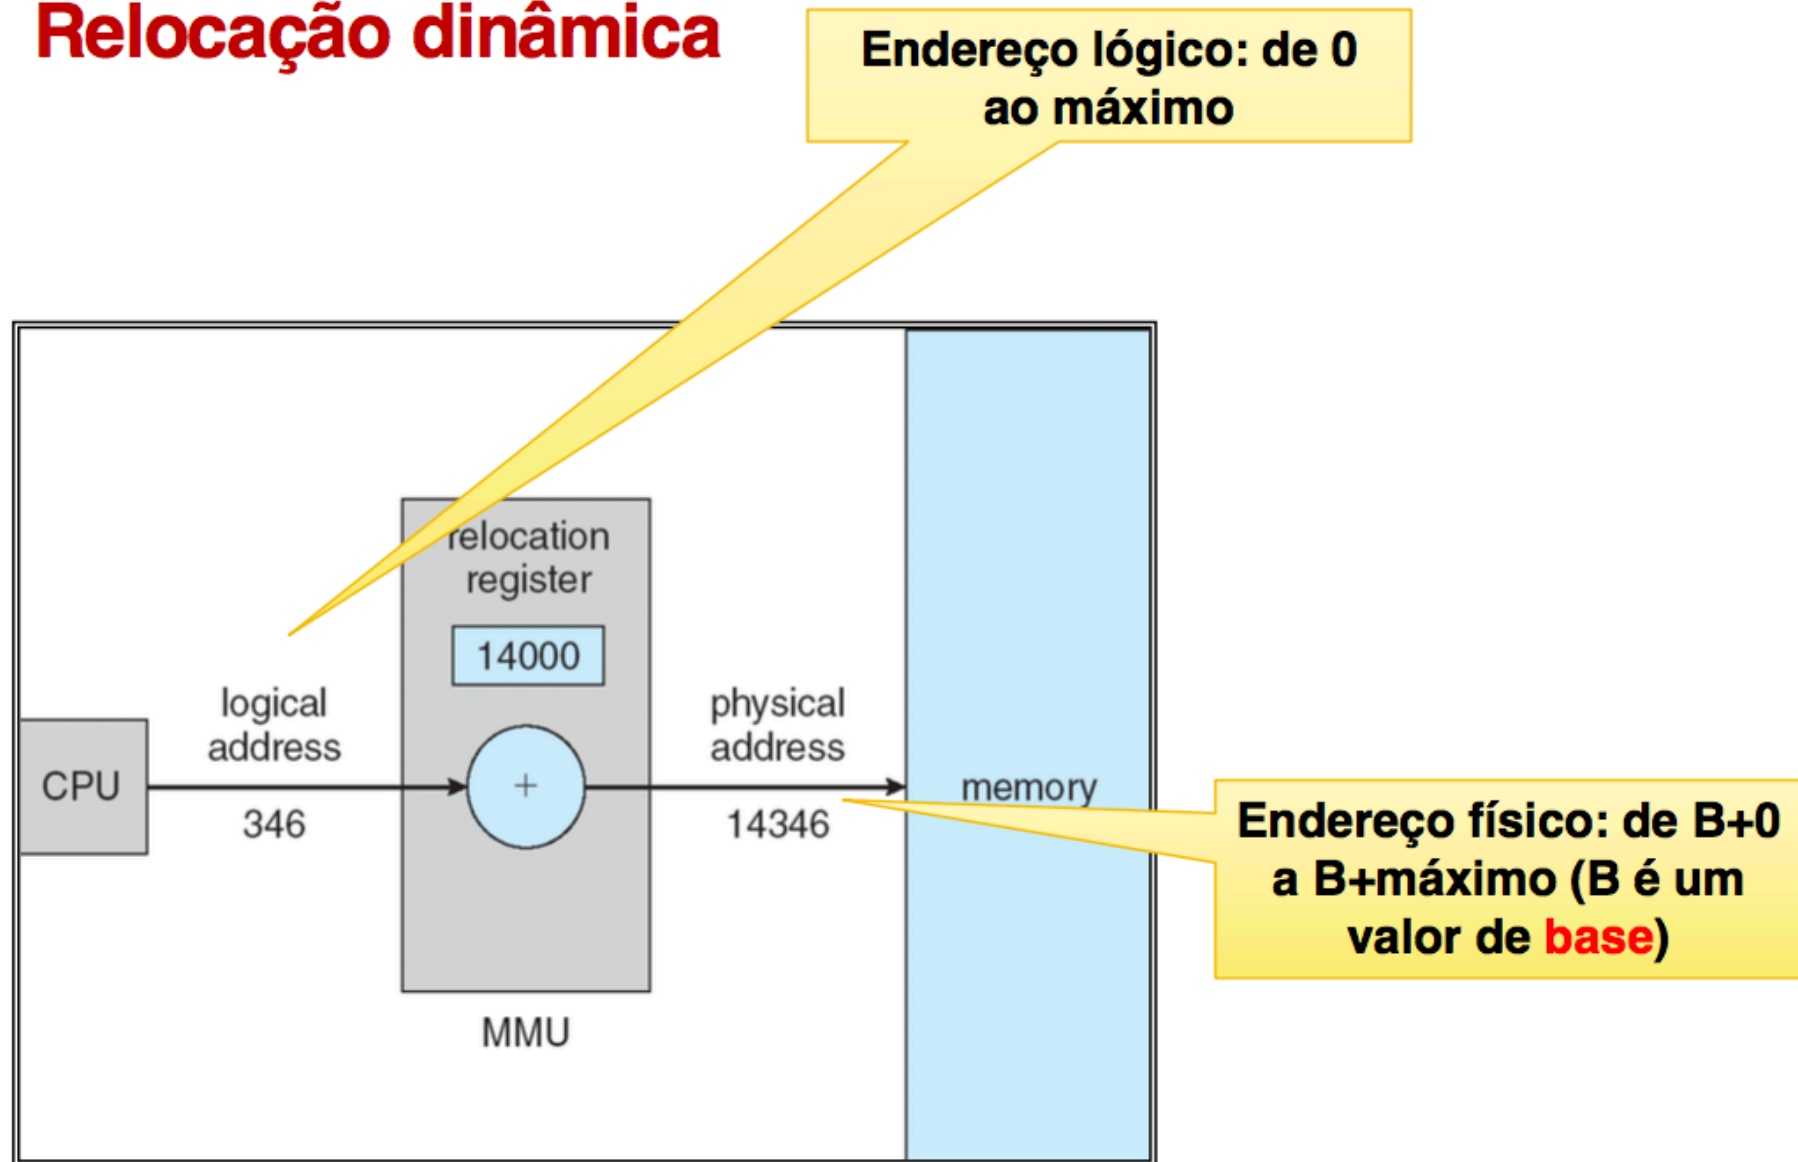 Relocação dinâmica
Endereço lógico: de 0
ao máximo
relocation
register
14000
logical
address
physical
address
CPU
+
memory
346
14346
Endereço físico: de B+0
a B+máximo (B é um
valor de base)
MMU